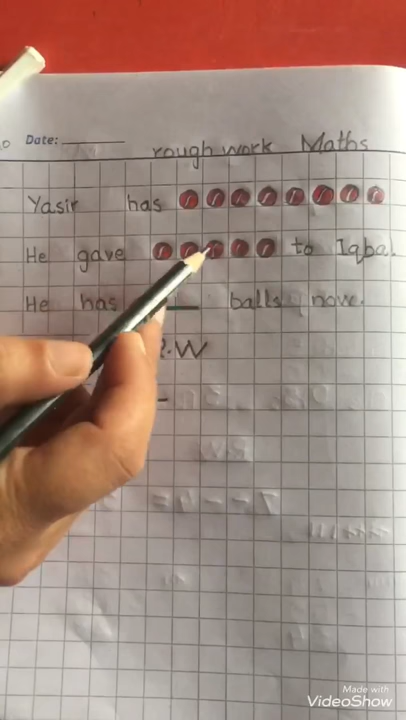 Date:
rough work Maths
Yasir has
He gave to Iqbal.
He has balls now.
R.W
Made with
VideoShow